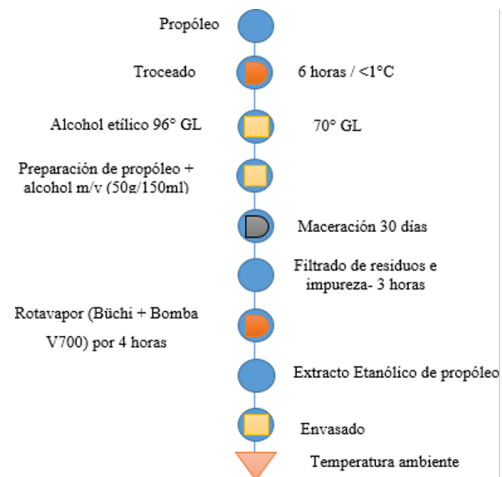 Propóleo
Troceado
6 horas / <1°C
Alcohol etílico 96° GL
70° GL
Preparación de propóleo +
alcohol m/v (50g/150ml)
Maceración 30 días
Filtrado de residuos e
impureza- 3 horas
Rotavapor (Büchi + Bomba
V700) por 4 horas
Extracto Etanólico de propóleo
Envasado
Temperatura ambiente